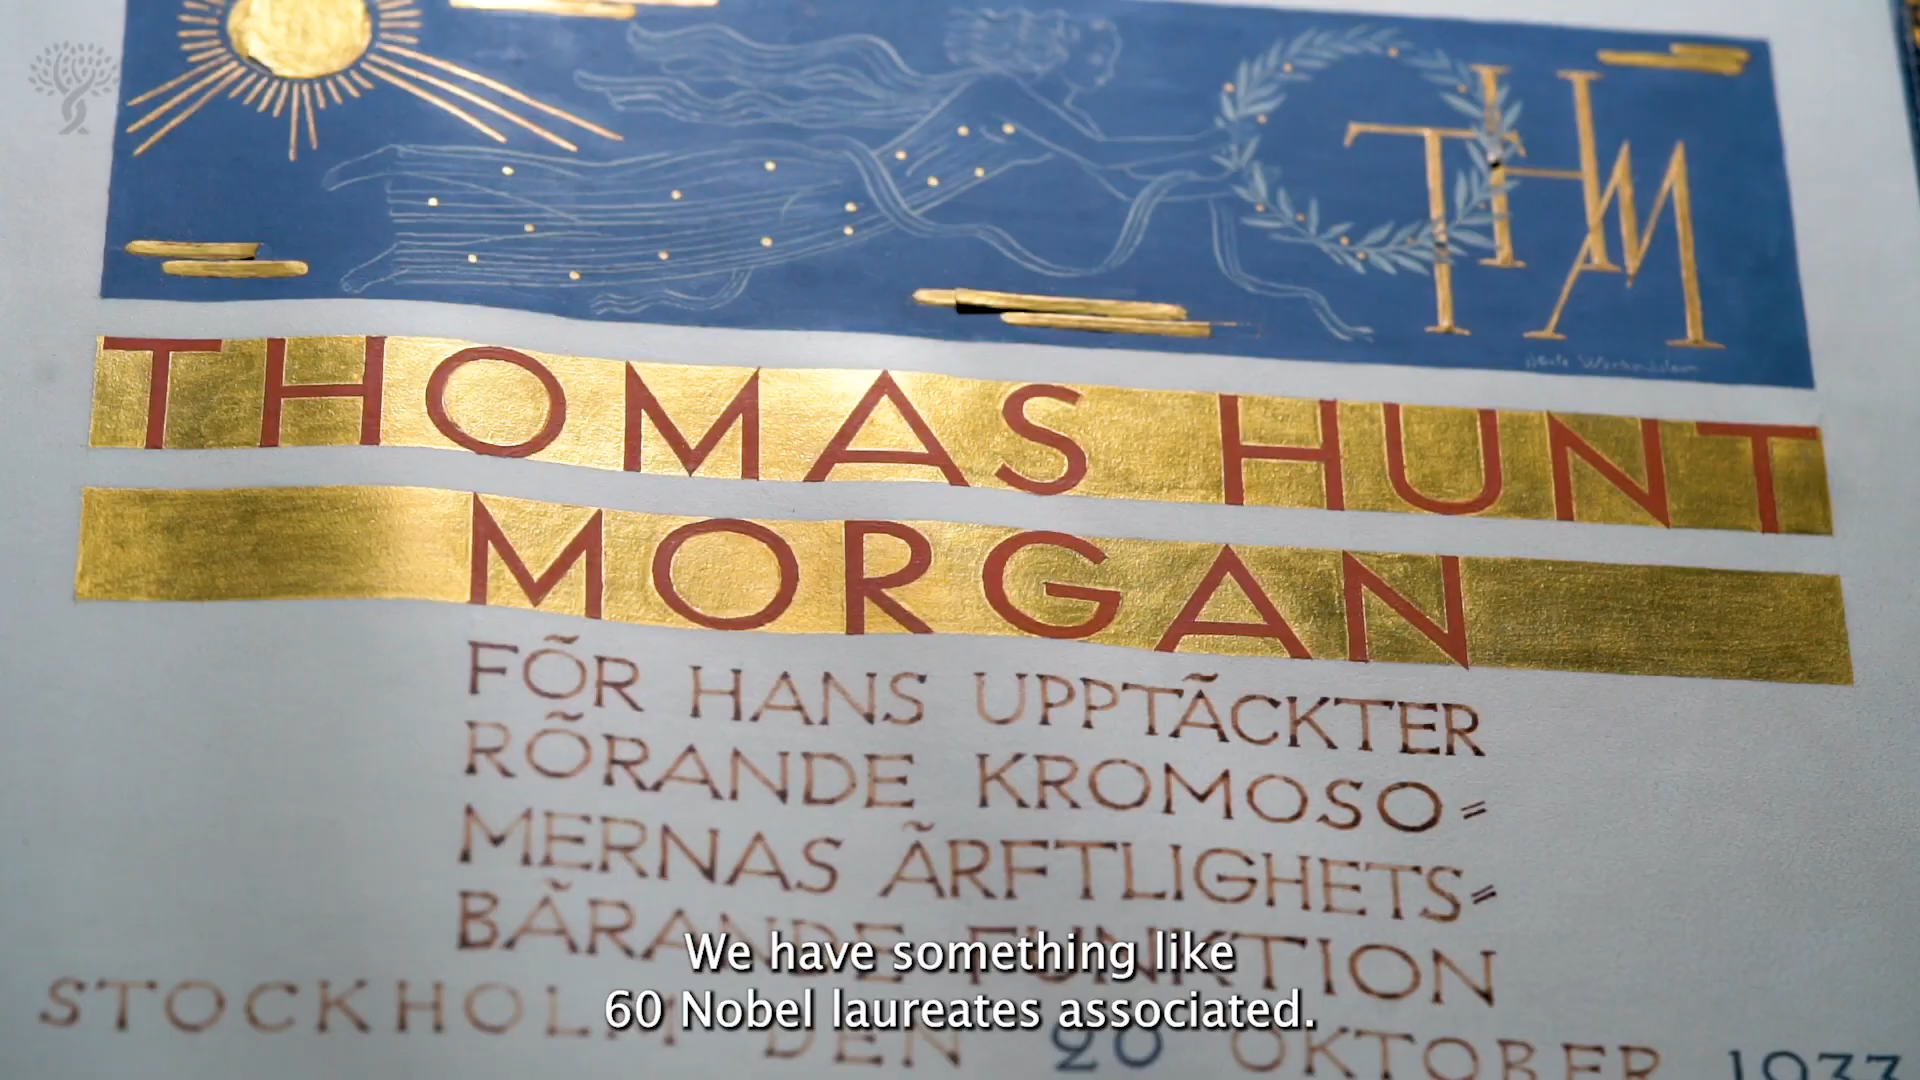 THM
THOMAS HUNT
MORGAN
FÖR HANS UPPTÄCKTER
RÖRANDE KROMOSO=
MERNAS ÄRFTLIGHETS=
BÄRANDE FUNKTION
STOCKHOLM DEN 20 OKTOBER 1933
We have something like
60 Nobel laureates associated.